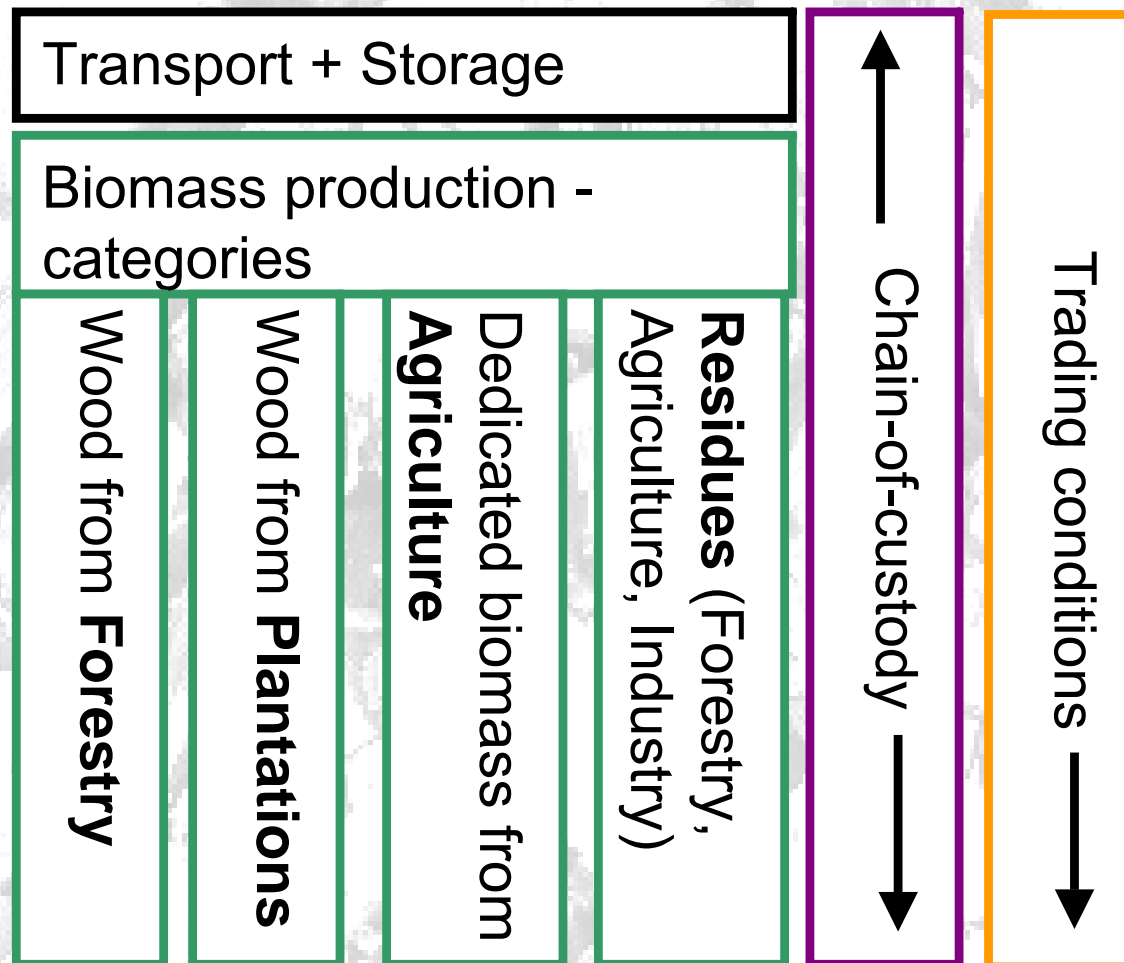 Transport + Storage
Biomass production -
categories
Wood from Forestry
Wood from Plantations
Dedicated biomass from
Agriculture
Residues (Forestry,
Agriculture, Industry)
Chain-of-custody
Trading conditions